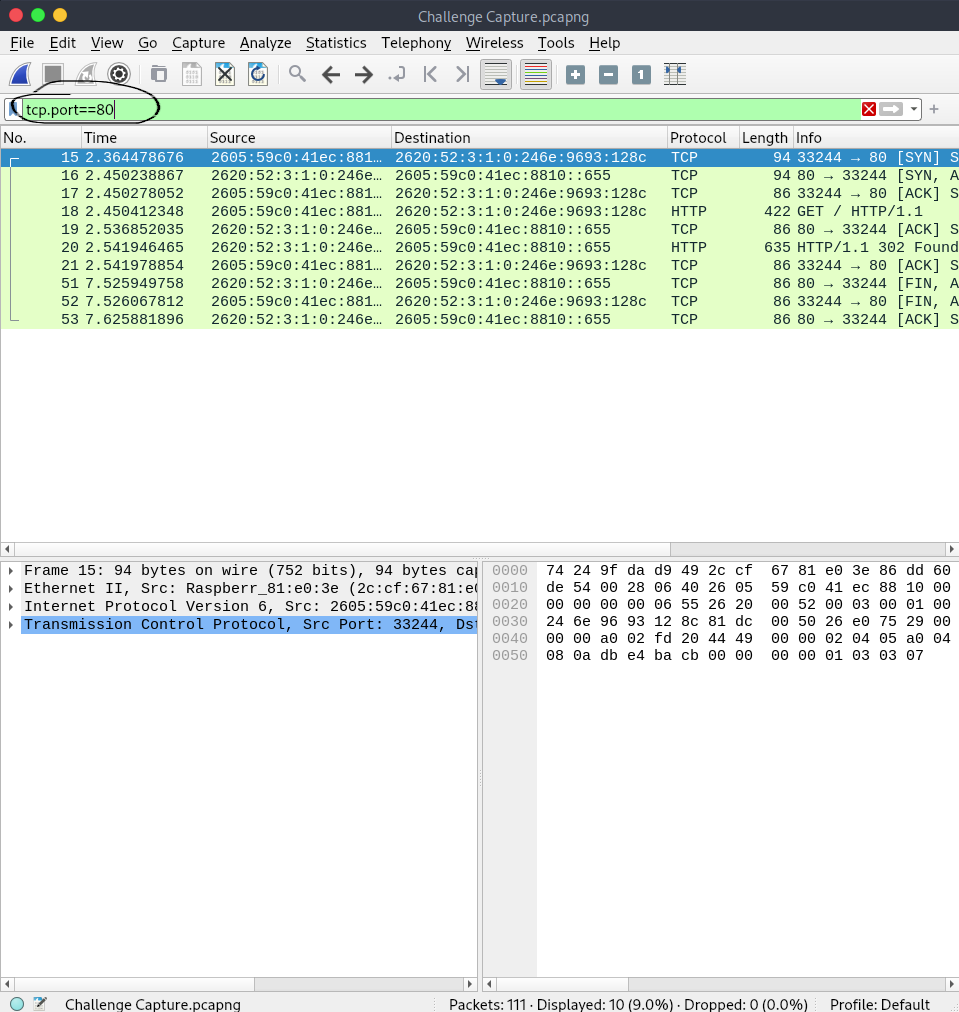 Challenge Capture.pcapng
File Edit View Go Capture Analyze Statistics Telephony Wireless Tools Help
tcp.port==80
No. Time Source Destination Protocol Length Info
15 2.364478676 2605:59c0:41ec:881… 2620:52:3:1:0:246e:9693:128c TCP 94 33244 → 80 [SYN] S
16 2.450238867 2620:52:3:1:0:246e… 2605:59c0:41ec:8810::655 TCP 94 80 → 33244 [SYN, A
17 2.450278052 2605:59c0:41ec:881… 2620:52:3:1:0:246e:9693:128c TCP 86 33244 → 80 [ACK] S
18 2.450412348 2605:59c0:41ec:881… 2620:52:3:1:0:246e:9693:128c HTTP 422 GET / HTTP/1.1
19 2.536852035 2620:52:3:1:0:246e… 2605:59c0:41ec:8810::655 TCP 86 80 → 33244 [ACK] S
20 2.541946465 2620:52:3:1:0:246e… 2605:59c0:41ec:8810::655 HTTP 635 HTTP/1.1 302 Found
21 2.541978854 2605:59c0:41ec:881… 2620:52:3:1:0:246e:9693:128c TCP 86 33244 → 80 [ACK] S
51 7.525949758 2620:52:3:1:0:246e… 2605:59c0:41ec:8810::655 TCP 86 80 → 33244 [FIN, A
52 7.526067812 2605:59c0:41ec:881… 2620:52:3:1:0:246e:9693:128c TCP 86 33244 → 80 [FIN, A
53 7.625881896 2620:52:3:1:0:246e… 2605:59c0:41ec:8810::655 TCP 86 80 → 33244 [ACK] S
Frame 15: 94 bytes on wire (752 bits), 94 bytes cap
Ethernet II, Src: Raspberr_81:e0:3e (2c:cf:67:81:e0
Internet Protocol Version 6, Src: 2605:59c0:41ec:88
Transmission Control Protocol, Src Port: 33244, Dst
0000 74 24 9f da d9 49 2c cf 67 81 e0 3e 86 dd 60
0010 de 54 00 28 06 40 26 05 59 c0 41 ec 88 10 00
0020 00 00 00 00 06 55 26 20 00 52 00 03 00 01 00
0030 24 6e 96 93 12 8c 81 dc 00 50 26 e0 75 29 00
0040 00 00 a0 02 fd 20 44 49 00 00 02 04 05 a0 04
0050 08 0a db e4 ba cb 00 00 00 00 01 03 03 07
Challenge Capture.pcapng Packets: 111 · Displayed: 10 (9.0%) · Dropped: 0 (0.0%) Profile: Default